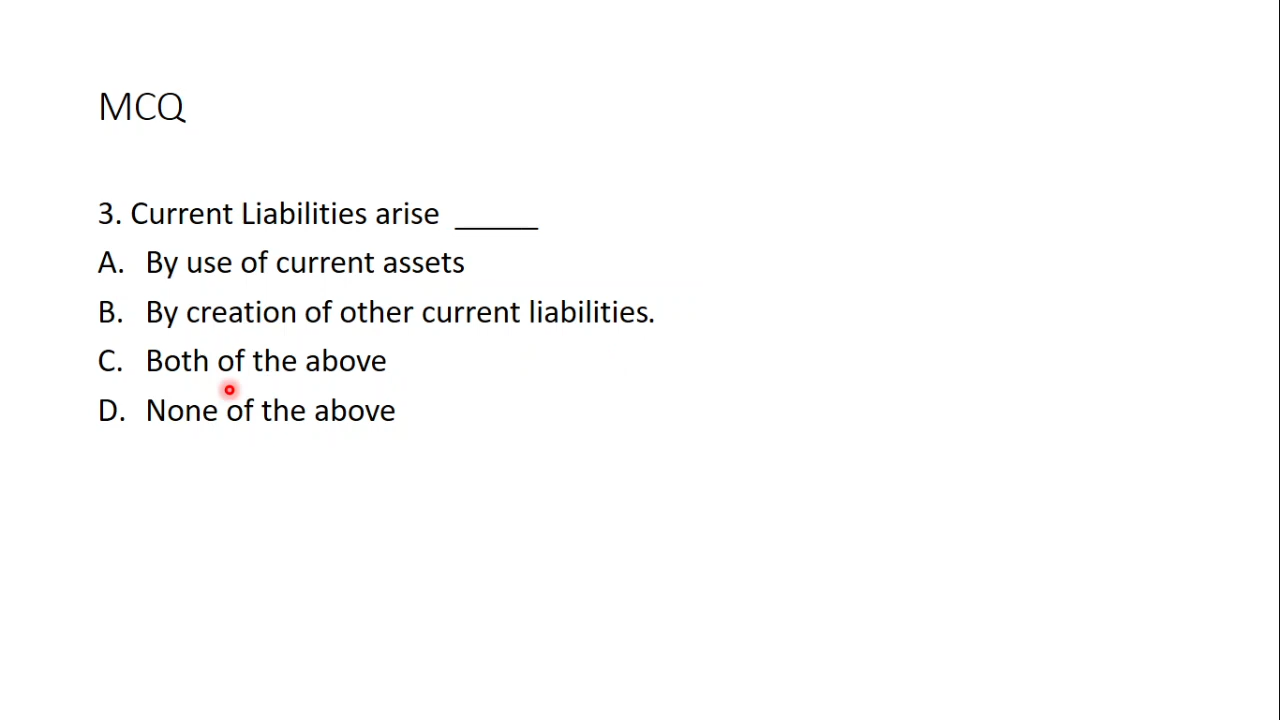 MCQ
3. Current Liabilities arise _____
A. By use of current assets
B. By creation of other current liabilities.
C. Both of the above
D. None of the above